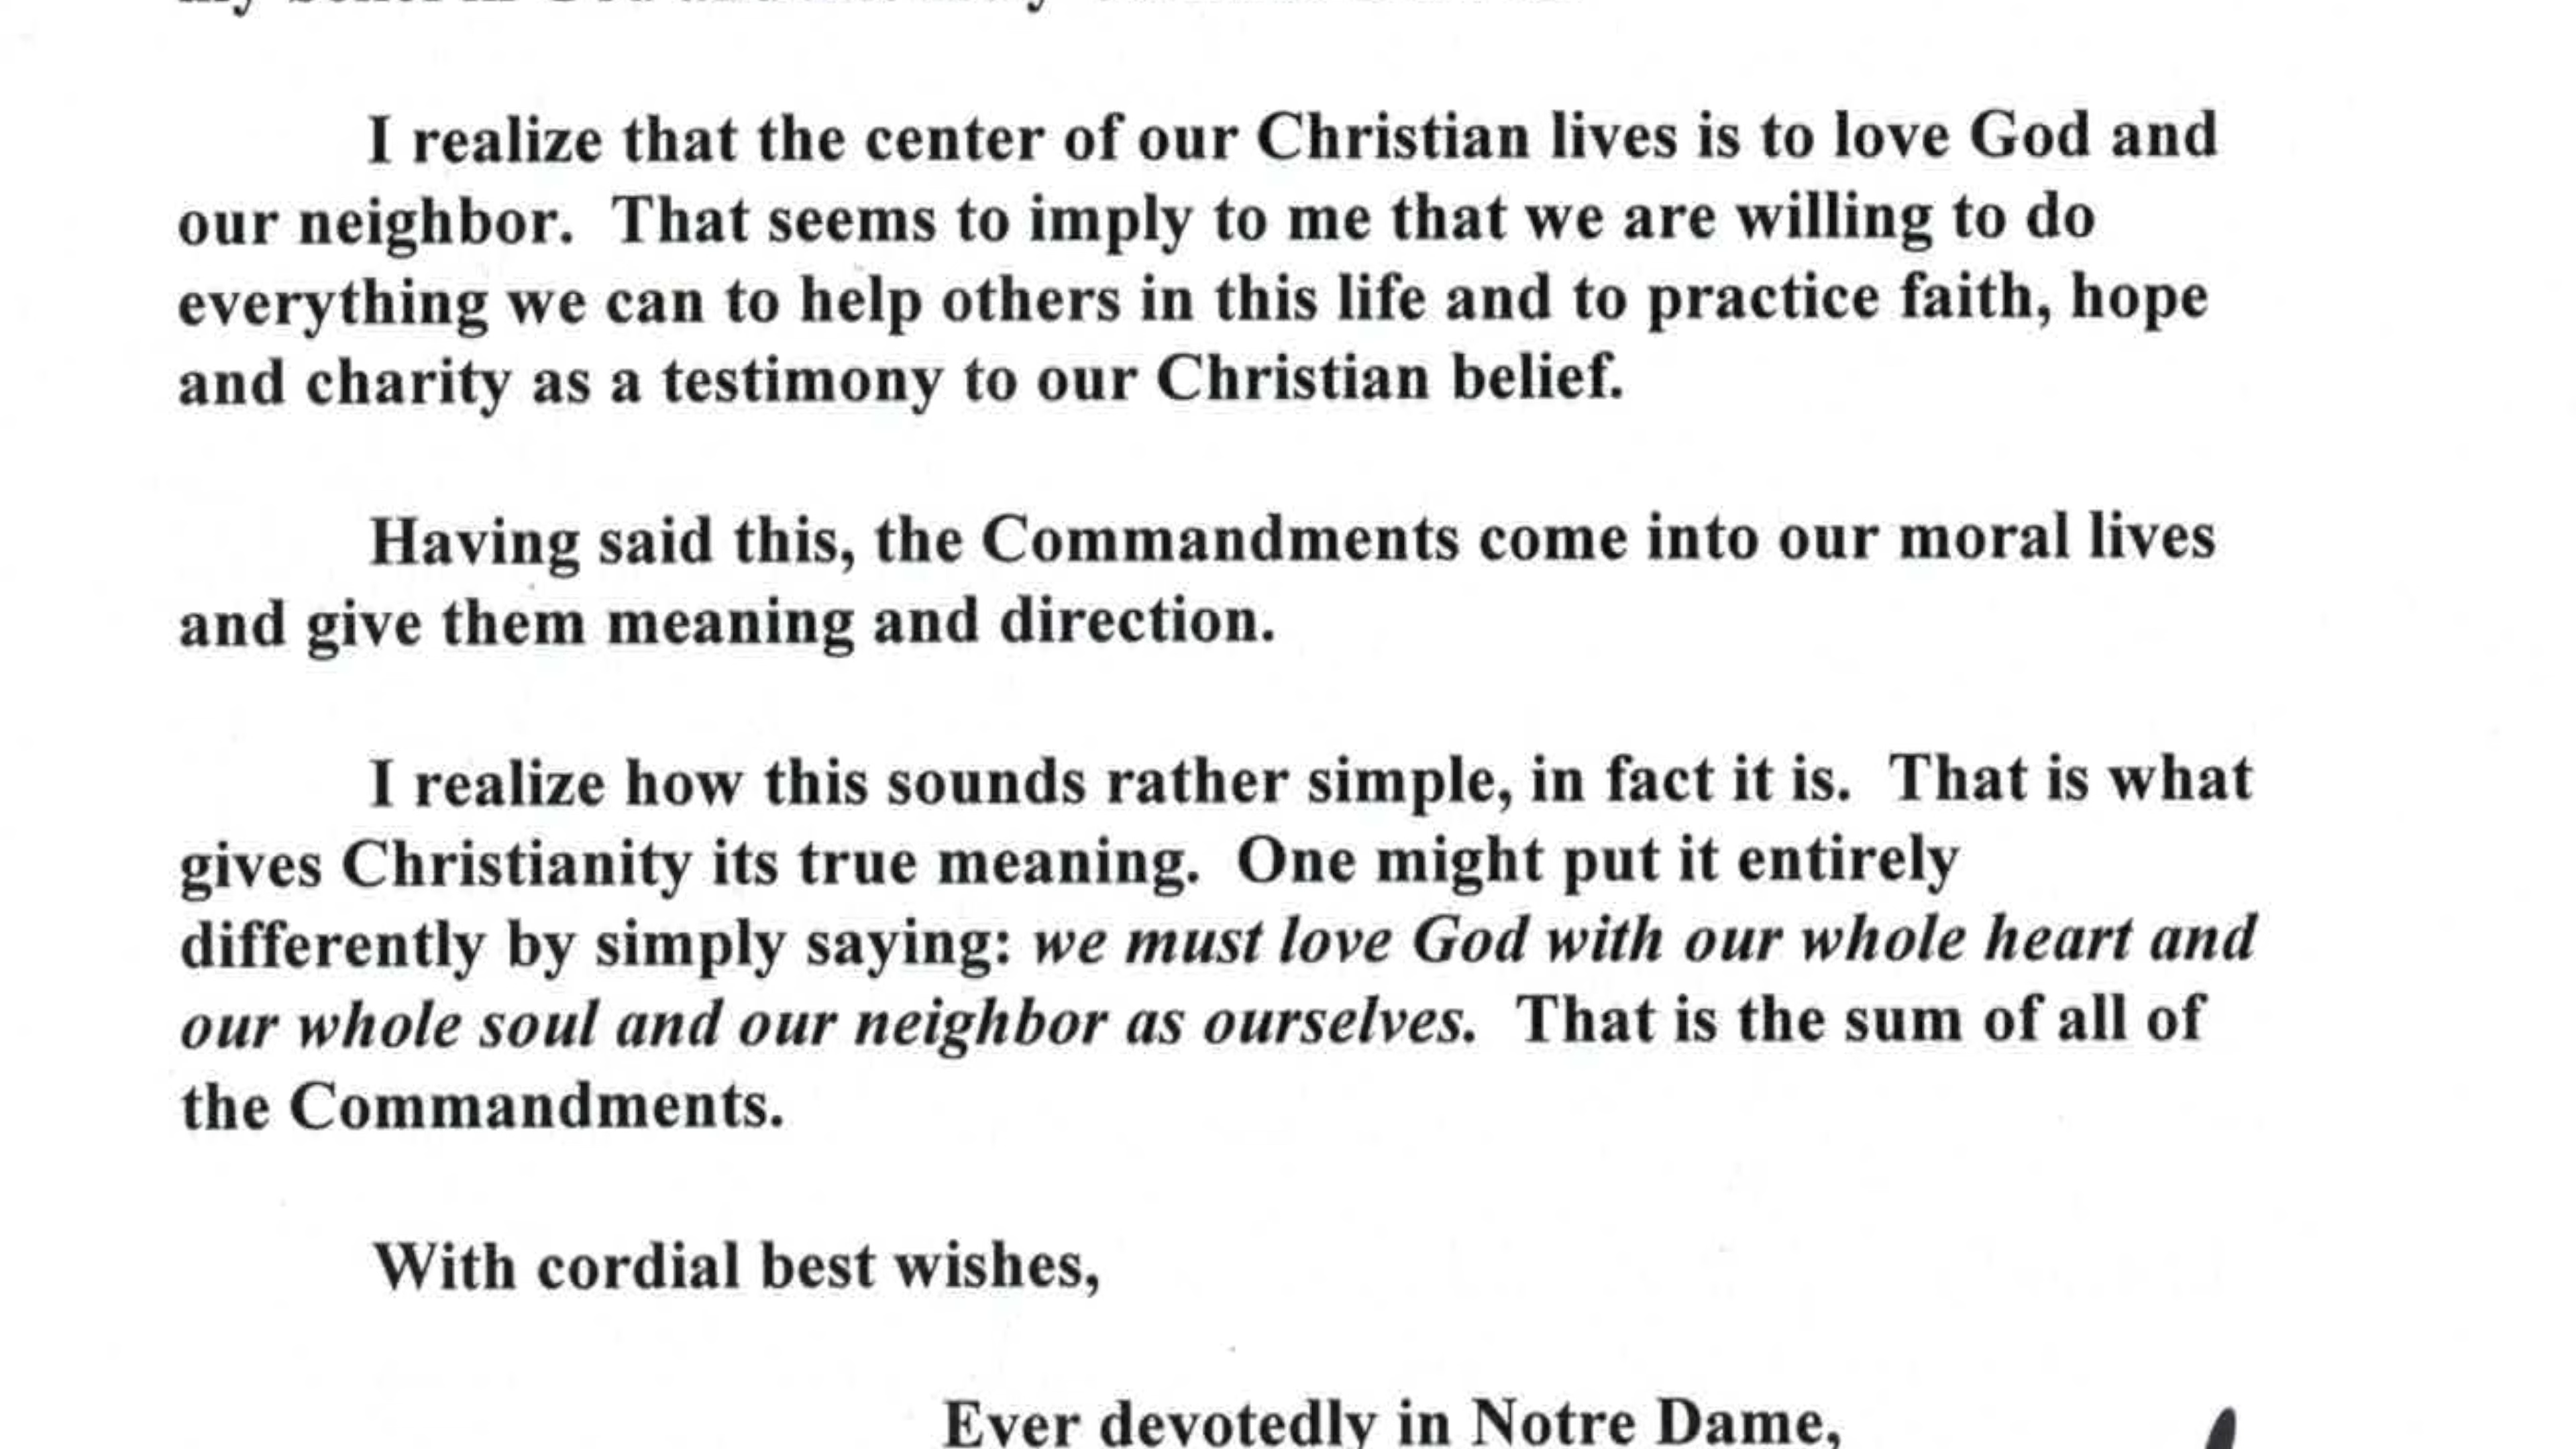 I realize that the center of our Christian lives is to love God and
our neighbor. That seems to imply to me that we are willing to do
everything we can to help others in this life and to practice faith, hope
and charity as a testimony to our Christian belief.
Having said this, the Commandments come into our moral lives
and give them meaning and direction.
I realize how this sounds rather simple, in fact it is. That is what
gives Christianity its true meaning. One might put it entirely
differently by simply saying: we must love God with our whole heart and
our whole soul and our neighbor as ourselves. That is the sum of all of
the Commandments.
With cordial best wishes,
Ever devotedly in Notre Dame,